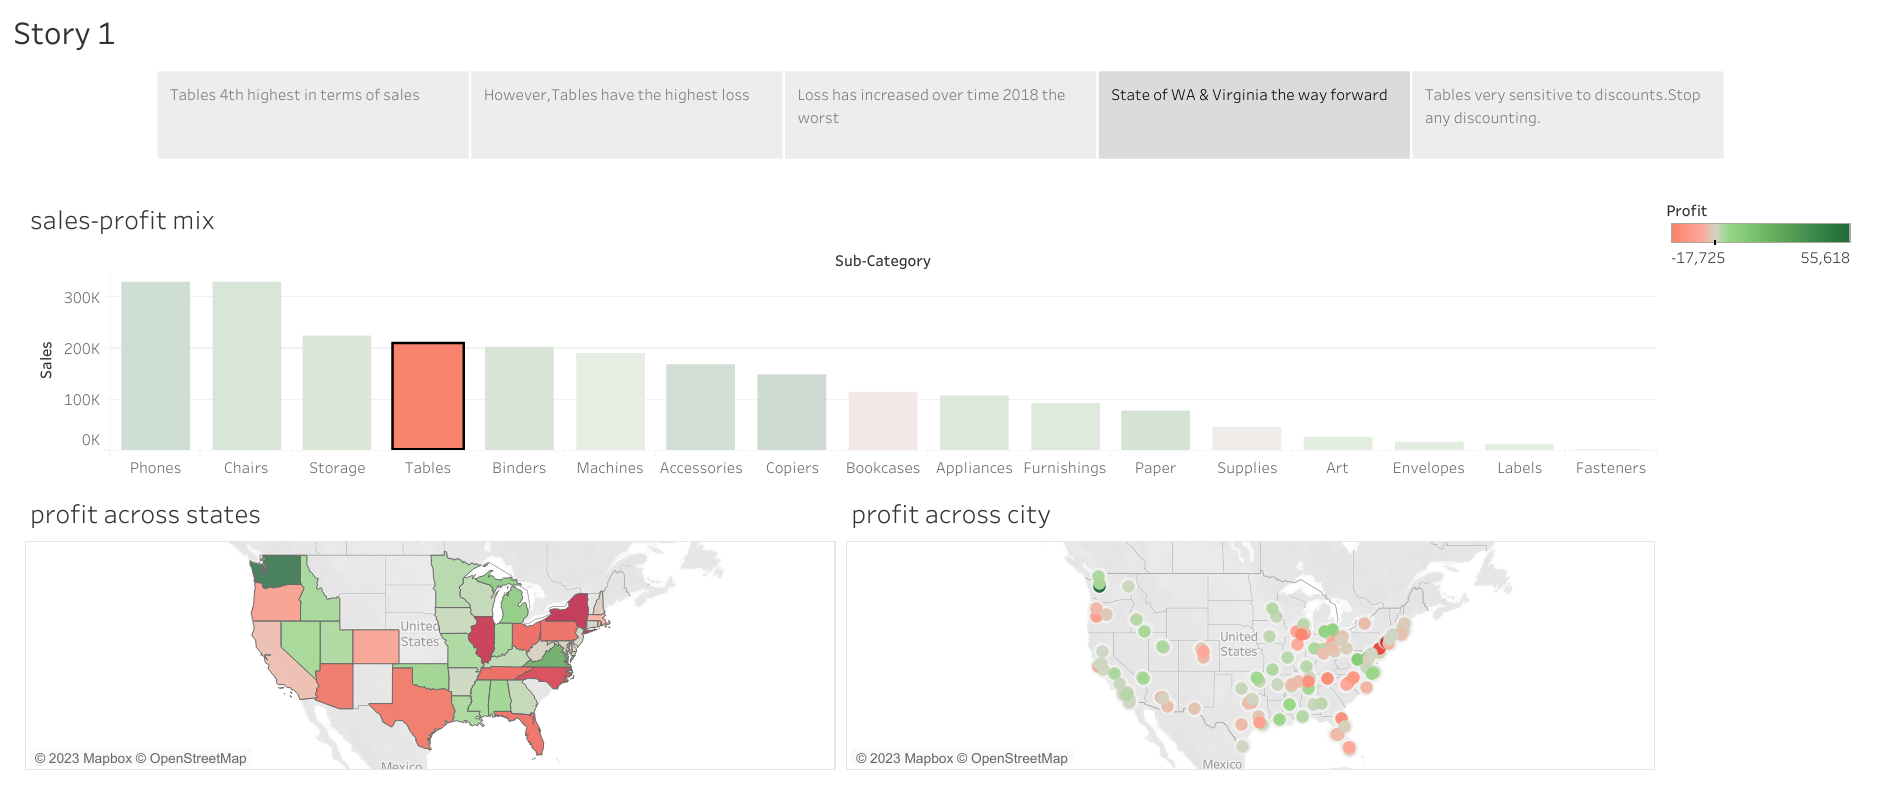 Story 1
Tables 4th highest in terms of sales
However,Tables have the highest loss
Loss has increased over time 2018 the
worst
State of WA & Virginia the way forward
Tables very sensitive to discounts.Stop
any discounting.
sales-profit mix
Profit
-17,725
55,618
Sub-Category
Sales
300K
200K
100K
0K
Phones
Chairs
Storage
Tables
Binders
Machines
Accessories
Copiers
Bookcases
Appliances
Furnishings
Paper
Supplies
Art
Envelopes
Labels
Fasteners
profit across states
United
States
Mexico
© 2023 Mapbox © OpenStreetMap
profit across city
United
States
Mexico
© 2023 Mapbox © OpenStreetMap